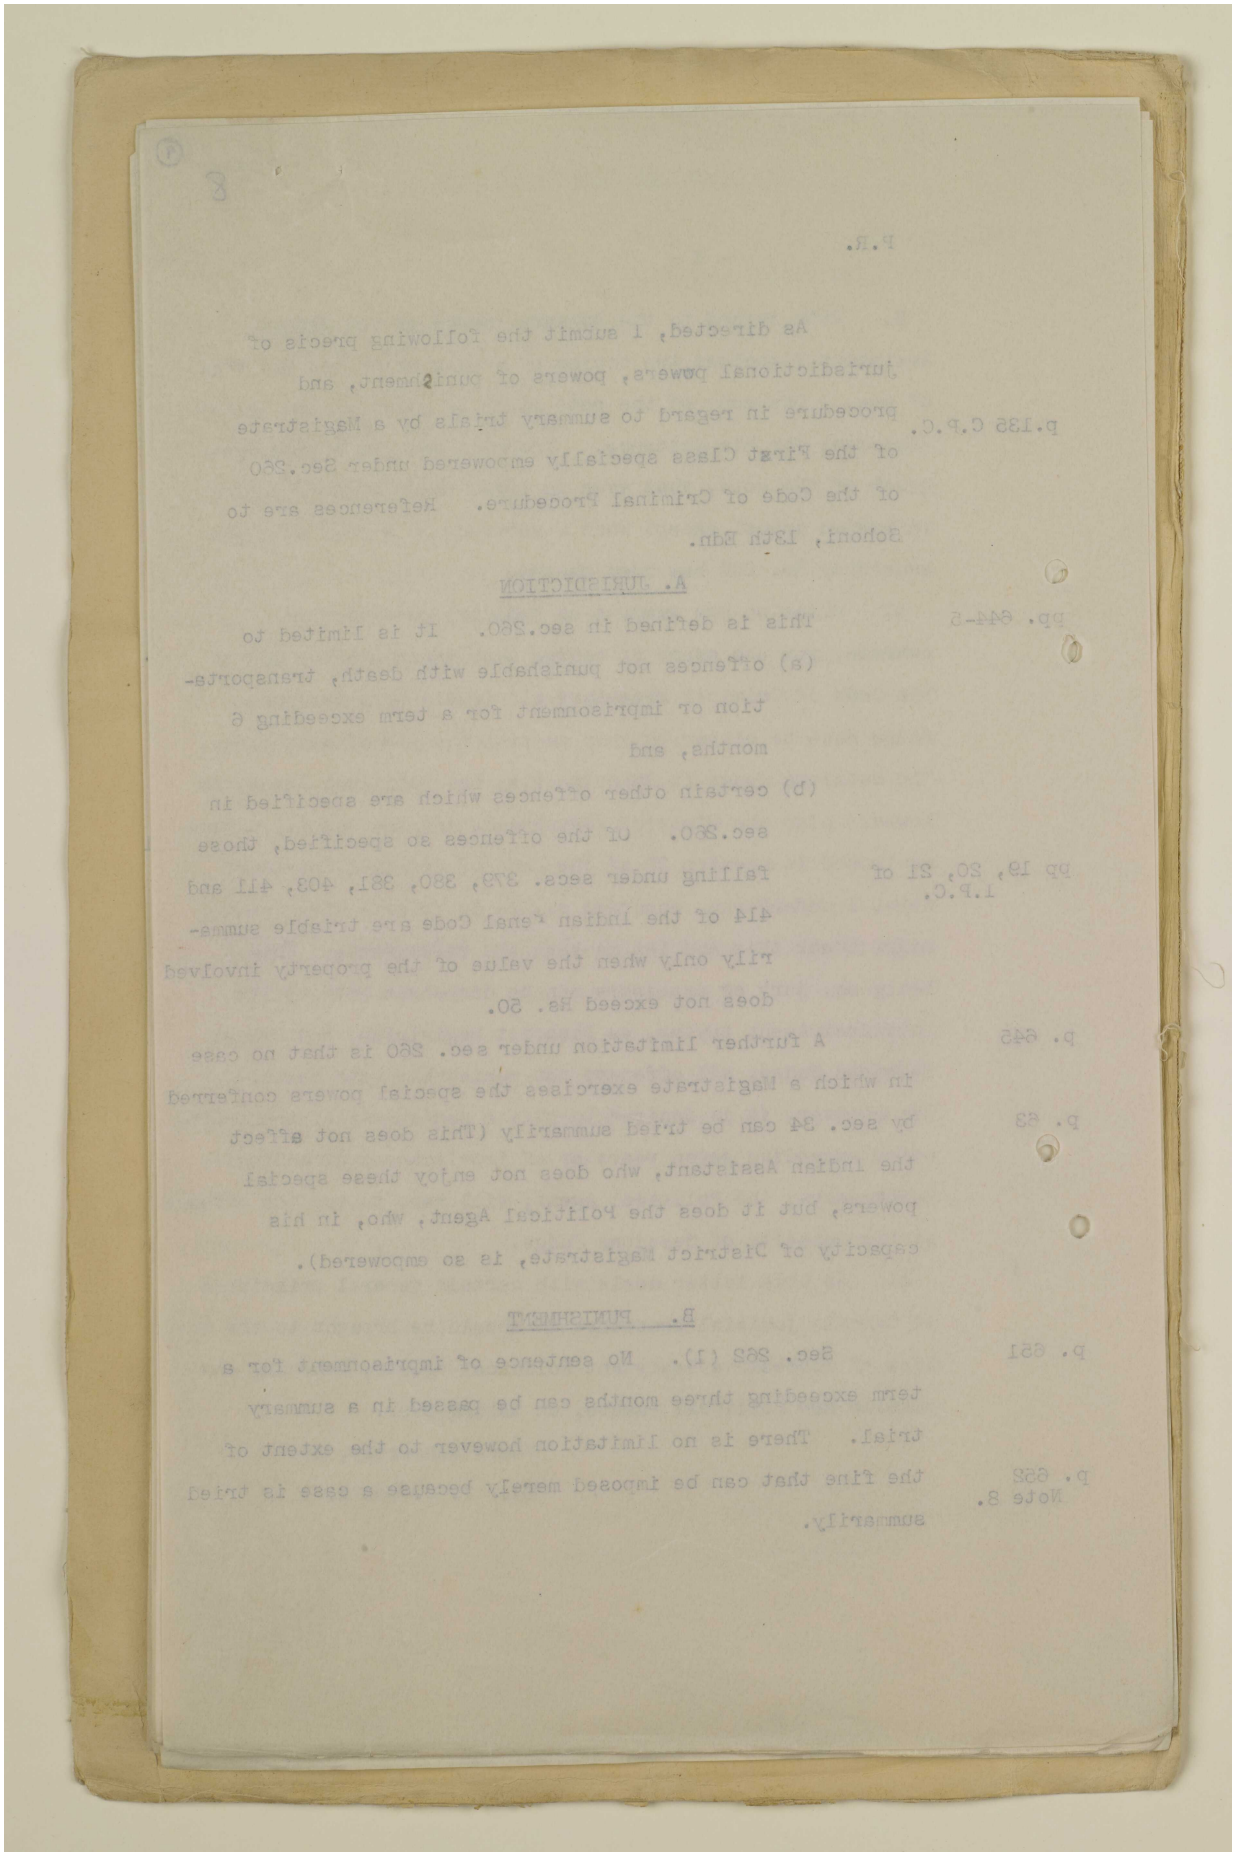 9
8
P.R.
As directed, I submit the following precis of
jurisdictional powers, powers of punishment, and
procedure in regard to summary trials by a Magistrate
p.135 C.P.C.
of the First Class specially empowered under Sec.260
of the Code of Criminal Procedure. References are to
Sohoni, 13th Edn.
A. JURISDICTION
pp. 644-5
This is defined in sec.260. It is limited to
(a) offences not punishable with death, transporta-
tion or imprisonment for a term exceeding 6
months, and
(b) certain other offences which are specified in
sec.260. Of the offences so specified, those
pp 19, 20, 21 of
I.P.C.
falling under secs. 379, 380, 381, 403, 411 and
414 of the Indian Penal Code are triable summa-
rily only when the value of the property involved
does not exceed Rs. 50.
p. 645
A further limitation under sec. 260 is that no case
in which a Magistrate exercises the special powers conferred
p. 63
by sec. 34 can be tried summarily (This does not affect
the Indian Assistant, who does not enjoy these special
powers, but it does the Political Agent, who, in his
capacity of District Magistrate, is so empowered).
B. PUNISHMENT
p. 651
Sec. 262 (1). No sentence of imprisonment for a
term exceeding three months can be passed in a summary
trial. There is no limitation however to the extent of
p. 652
Note 8.
the fine that can be imposed merely because a case is tried
summarily.